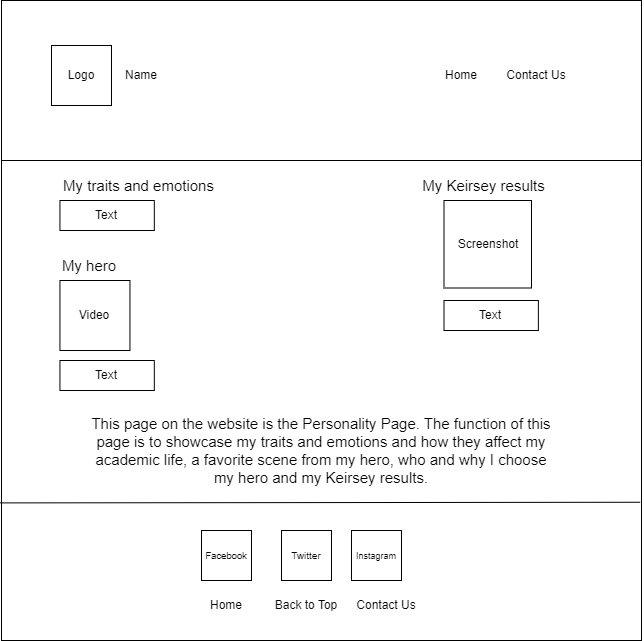 Logo
Name
Home
Contact Us
My traits and emotions
Text
My hero
Video
Text
My Keirsey results
Screenshot
Text
This page on the website is the Personality Page. The function of this
page is to showcase my traits and emotions and how they affect my
academic life, a favorite scene from my hero, who and why I choose
my hero and my Keirsey results.
Facebook
Twitter
Instagram
Home
Back to Top
Contact Us